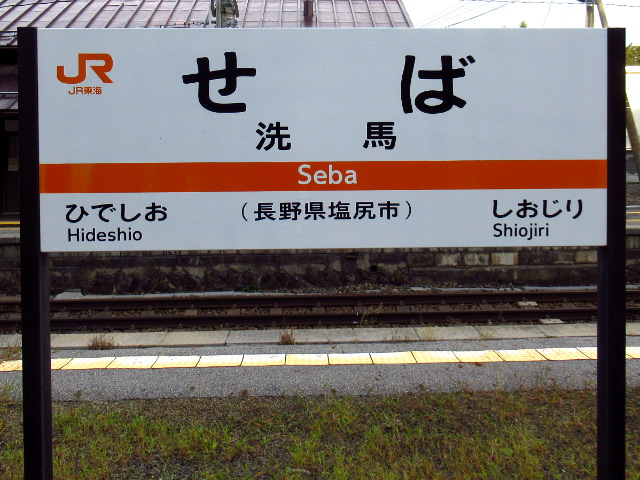 JR
JR東海
せば
洗馬
Seba
ひでしお
Hideshio
(長野県塩尻市)
しおじり
Shiojiri